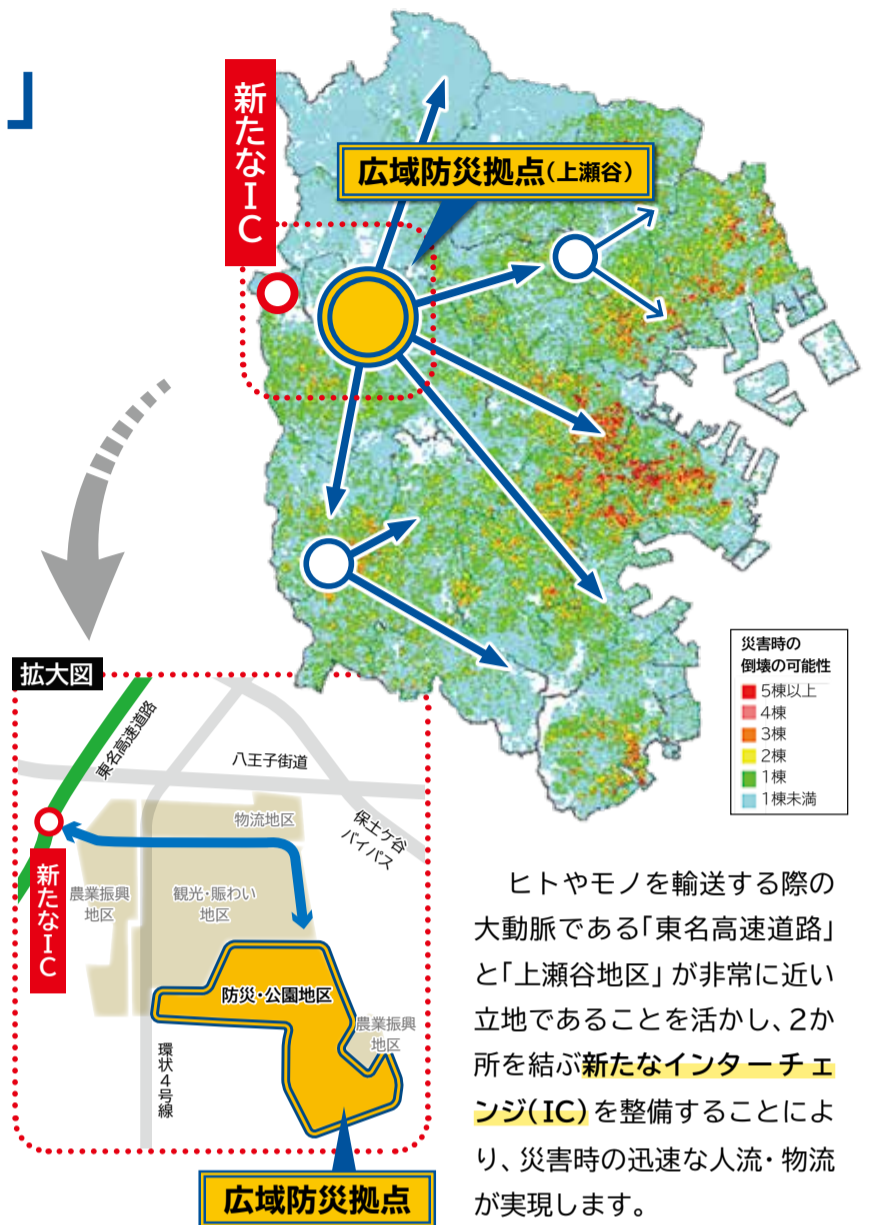 」
新たなIC
広域防災拠点(上瀬谷)
災害時の
倒壊の可能性
5棟以上
4棟
3棟
2棟
1棟
1棟未満
拡大図
東名高速道路
八王子街道
保土ケ谷
バイパス
物流地区
新たなIC
農業振興
地区
観光・賑わい
地区
防災・公園地区
農業振興
地区
環状4号線
広域防災拠点
ヒトやモノを輸送する際の
大動脈である「東名高速道路」
と「上瀬谷地区」が非常に近い
立地であることを活かし、2か
所を結ぶ新たなインターチェ
ンジ(IC)を整備することによ
り、災害時の迅速な人流・物流
が実現します。